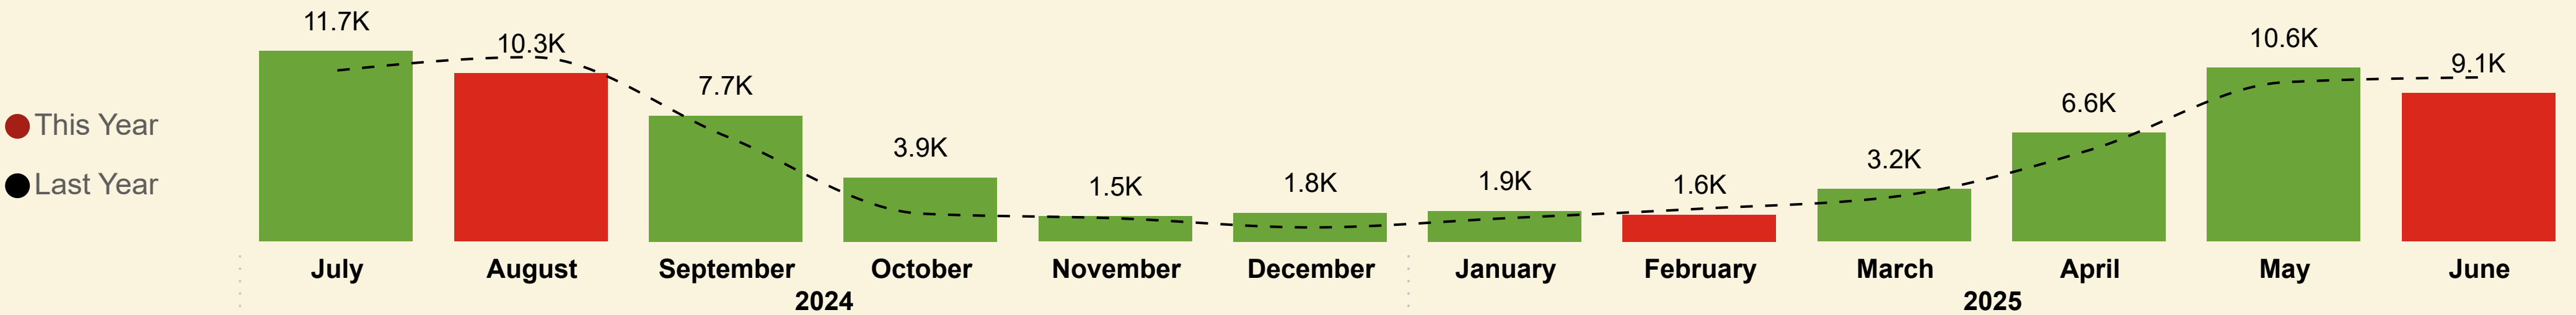 This Year
Last Year
11.7K
10.3K
7.7K
3.9K
1.5K
1.8K
1.9K
1.6K
3.2K
6.6K
10.6K
9.1K
July August September October November December January February March April May June
2024 2025